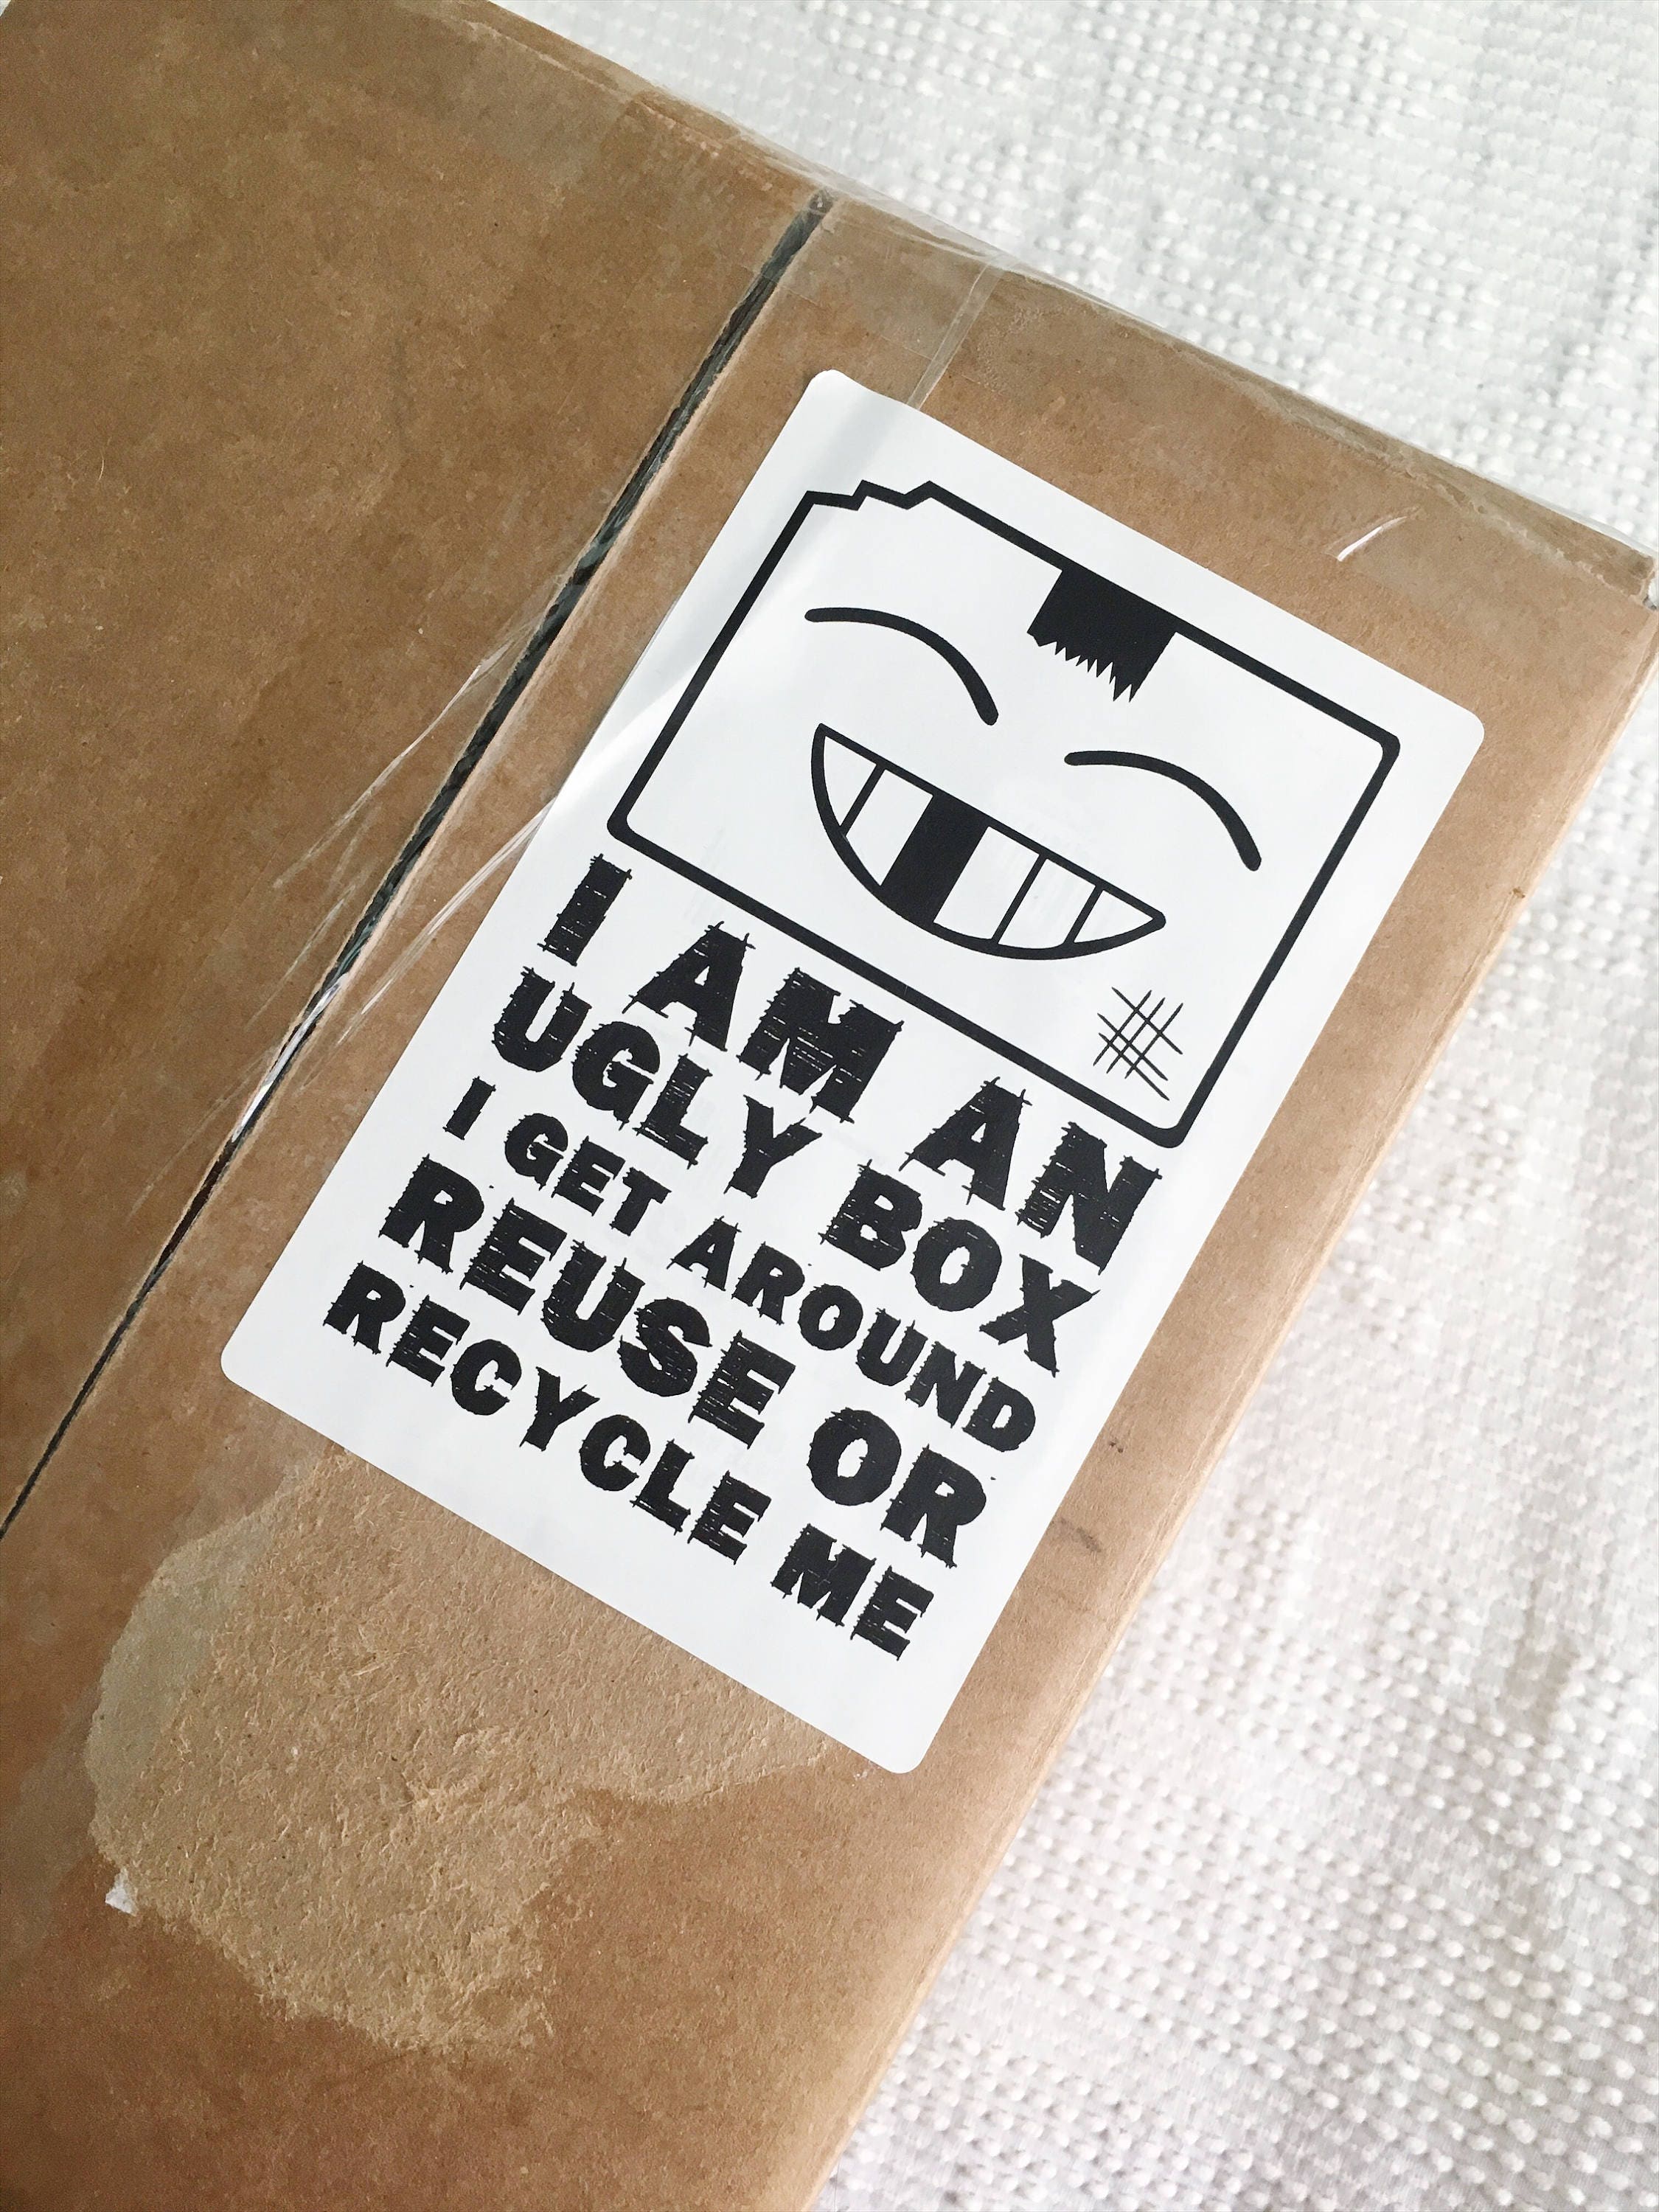 I AM AN
UGLY BOX
I GET AROUND
REUSE OR
RECYCLE ME